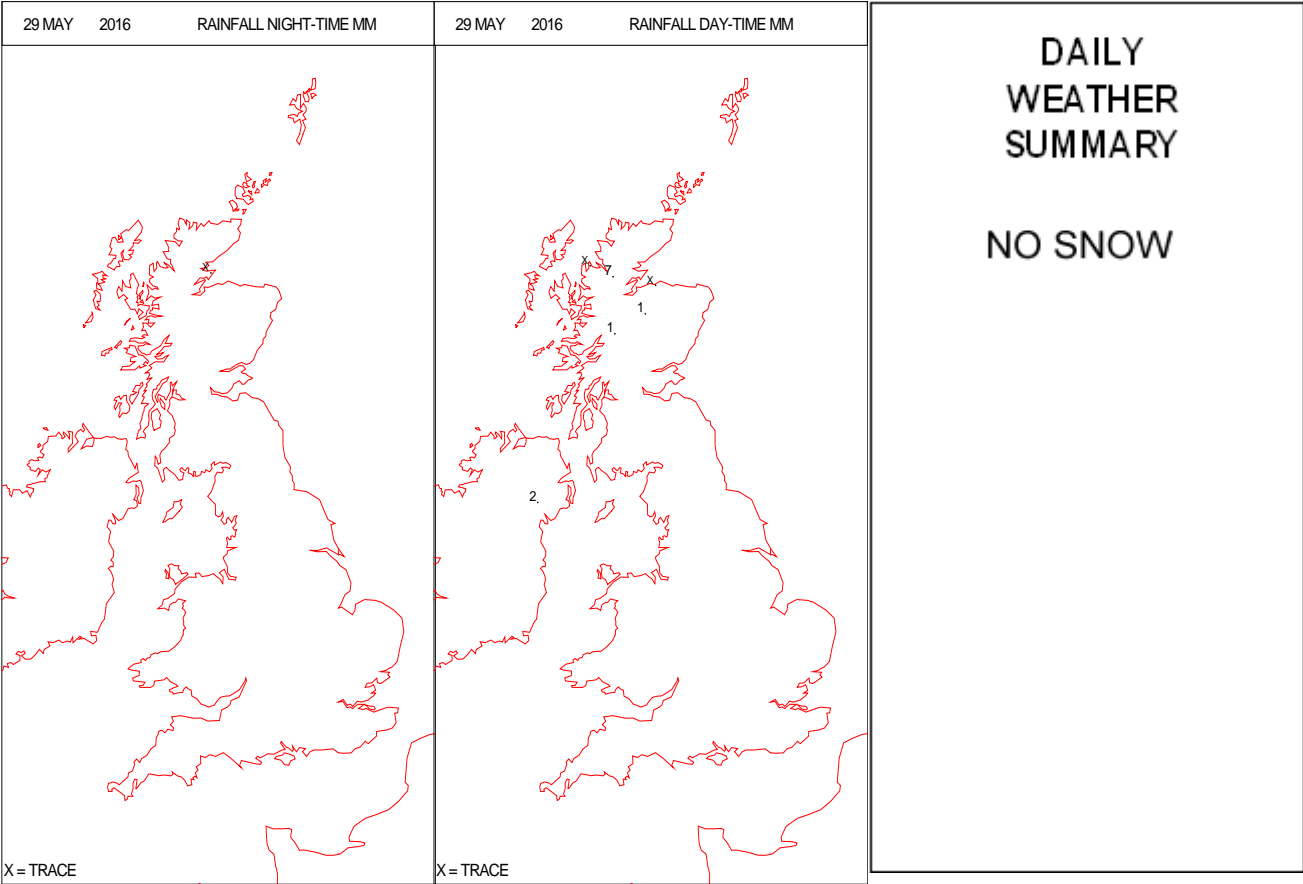 29 MAY 2016 RAINFALL NIGHT-TIME MM
X
X = TRACE
29 MAY 2016 RAINFALL DAY-TIME MM
X
7
X
1
1
2
X = TRACE
DAILY
WEATHER
SUMMARY
NO SNOW